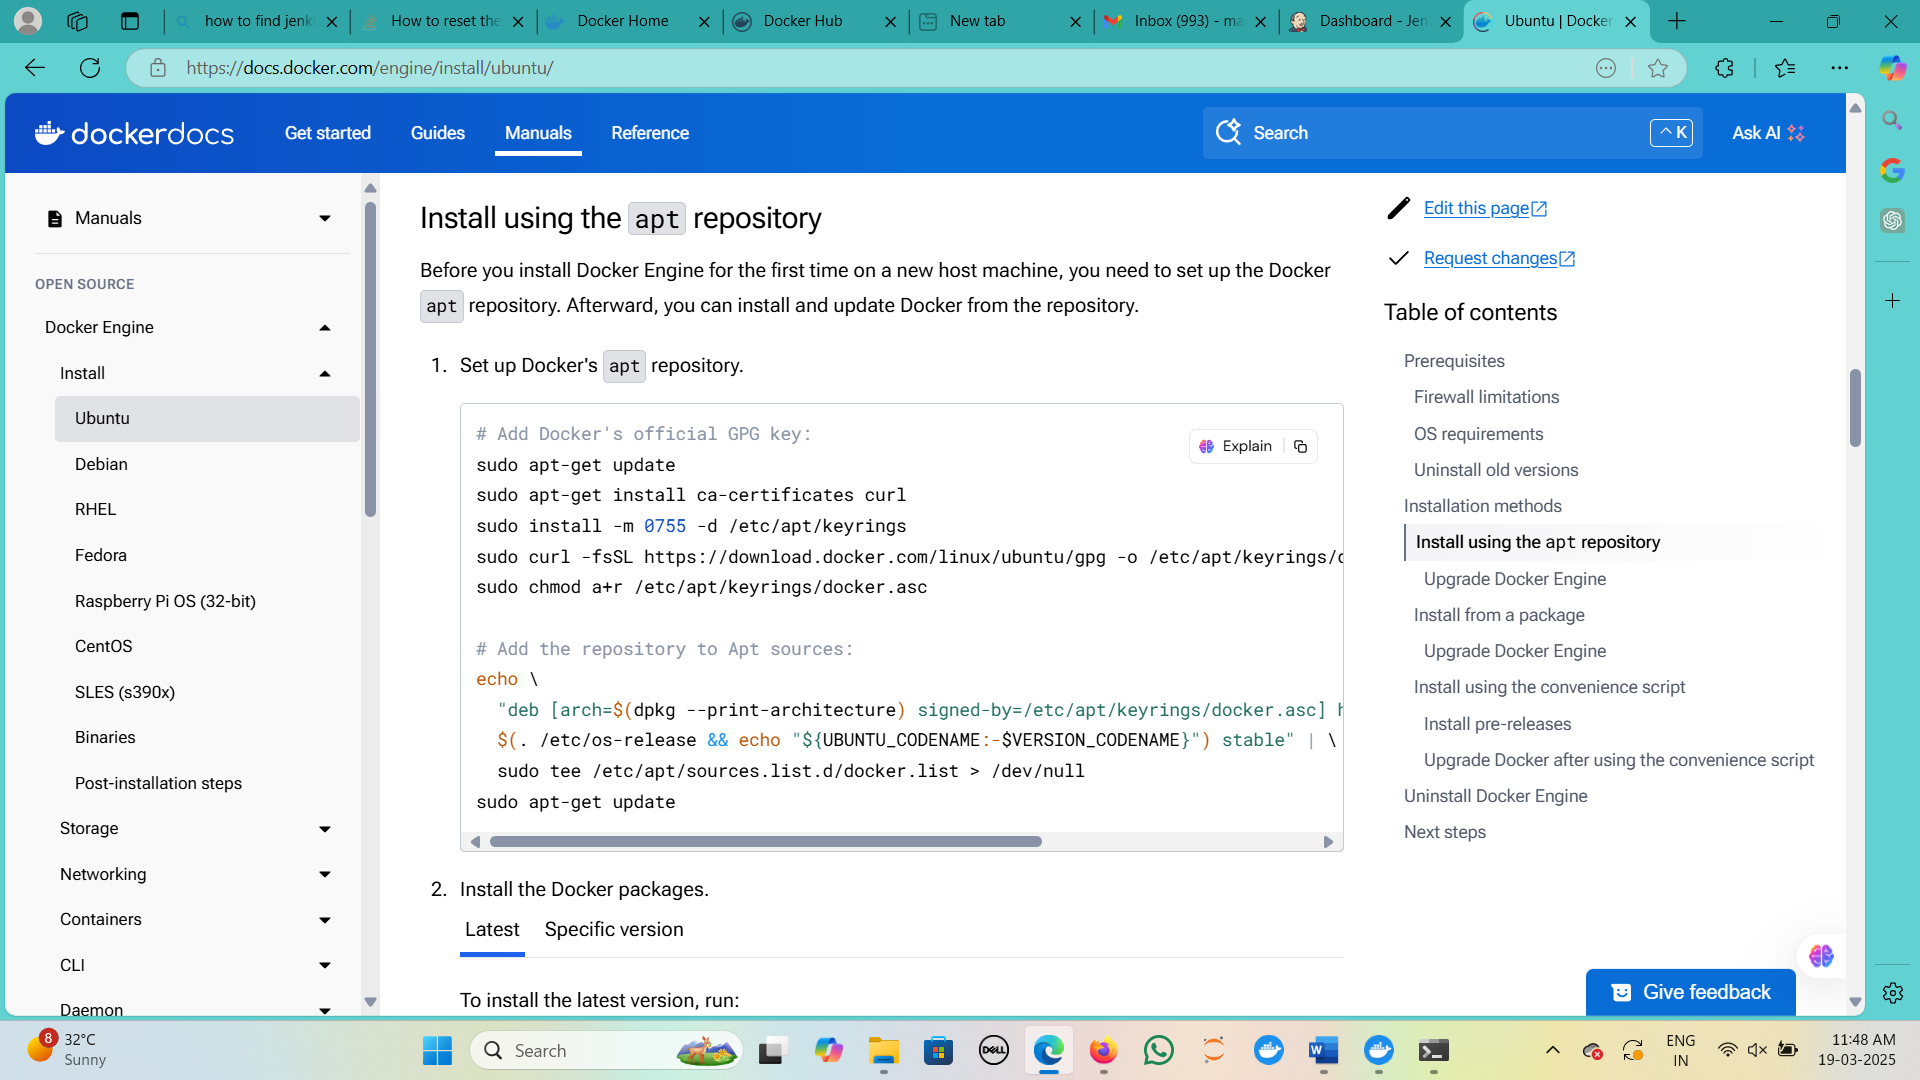 how to find jenk
How to reset the
Docker Home
Docker Hub
New tab
Inbox (993) - ma
Dashboard - Jen
Ubuntu | Docker
https://docs.docker.com/engine/install/ubuntu/
dockerdocs
Get started
Guides
Manuals
Reference
Search
^ K
Ask AI
Manuals
OPEN SOURCE
Docker Engine
Install
Ubuntu
Debian
RHEL
Fedora
Raspberry Pi OS (32-bit)
CentOS
SLES (s390x)
Binaries
Post-installation steps
Storage
Networking
Containers
CLI
Daemon
Install using the apt repository
Before you install Docker Engine for the first time on a new host machine, you need to set up the Docker
apt repository. Afterward, you can install and update Docker from the repository.
1. Set up Docker's apt repository.
# Add Docker's official GPG key:
Explain
sudo apt-get update
sudo apt-get install ca-certificates curl
sudo install -m 0755 -d /etc/apt/keyrings
sudo curl -fsSL https://download.docker.com/linux/ubuntu/gpg -o /etc/apt/keyrings/
sudo chmod a+r /etc/apt/keyrings/docker.asc
# Add the repository to Apt sources:
echo \
"deb [arch=$(dpkg --print-architecture) signed-by=/etc/apt/keyrings/docker.asc] h
$(. /etc/os-release && echo "${UBUNTU_CODENAME:-$VERSION_CODENAME}") stable" | \
sudo tee /etc/apt/sources.list.d/docker.list > /dev/null
sudo apt-get update
2. Install the Docker packages.
Latest
Specific version
To install the latest version, run:
Edit this page
Request changes
Table of contents
Prerequisites
Firewall limitations
OS requirements
Uninstall old versions
Installation methods
Install using the apt repository
Upgrade Docker Engine
Install from a package
Upgrade Docker Engine
Install using the convenience script
Install pre-releases
Upgrade Docker after using the convenience script
Uninstall Docker Engine
Next steps
Give feedback
8
32°C
Sunny
Search
DELL
W
ENG
IN
11:48 AM
19-03-2025